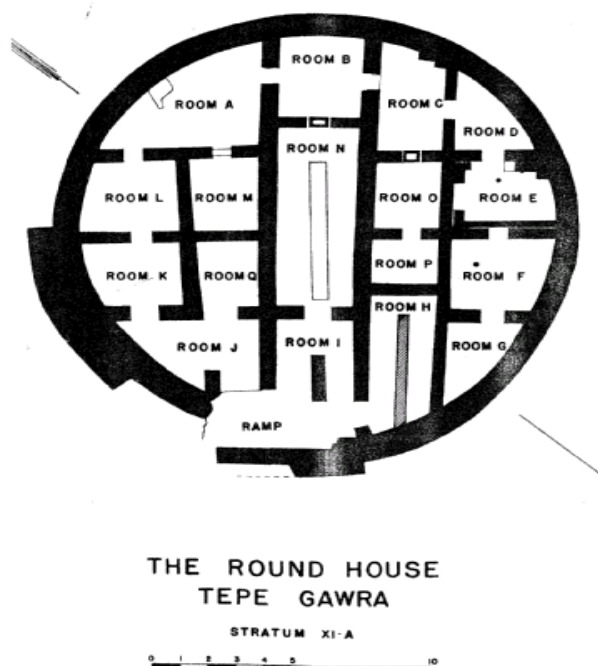 ROOM B
ROOM A
ROOM C
ROOM D
ROOM N
ROOM L
ROOM M
ROOM O
ROOM E
ROOM P
ROOM K
ROOM Q
ROOM F
ROOM H
ROOM J
ROOM I
ROOM G
RAMP
THE ROUND HOUSE
TEPE GAWRA
STRATUM XI-A
0 1 2 3 4 5 10